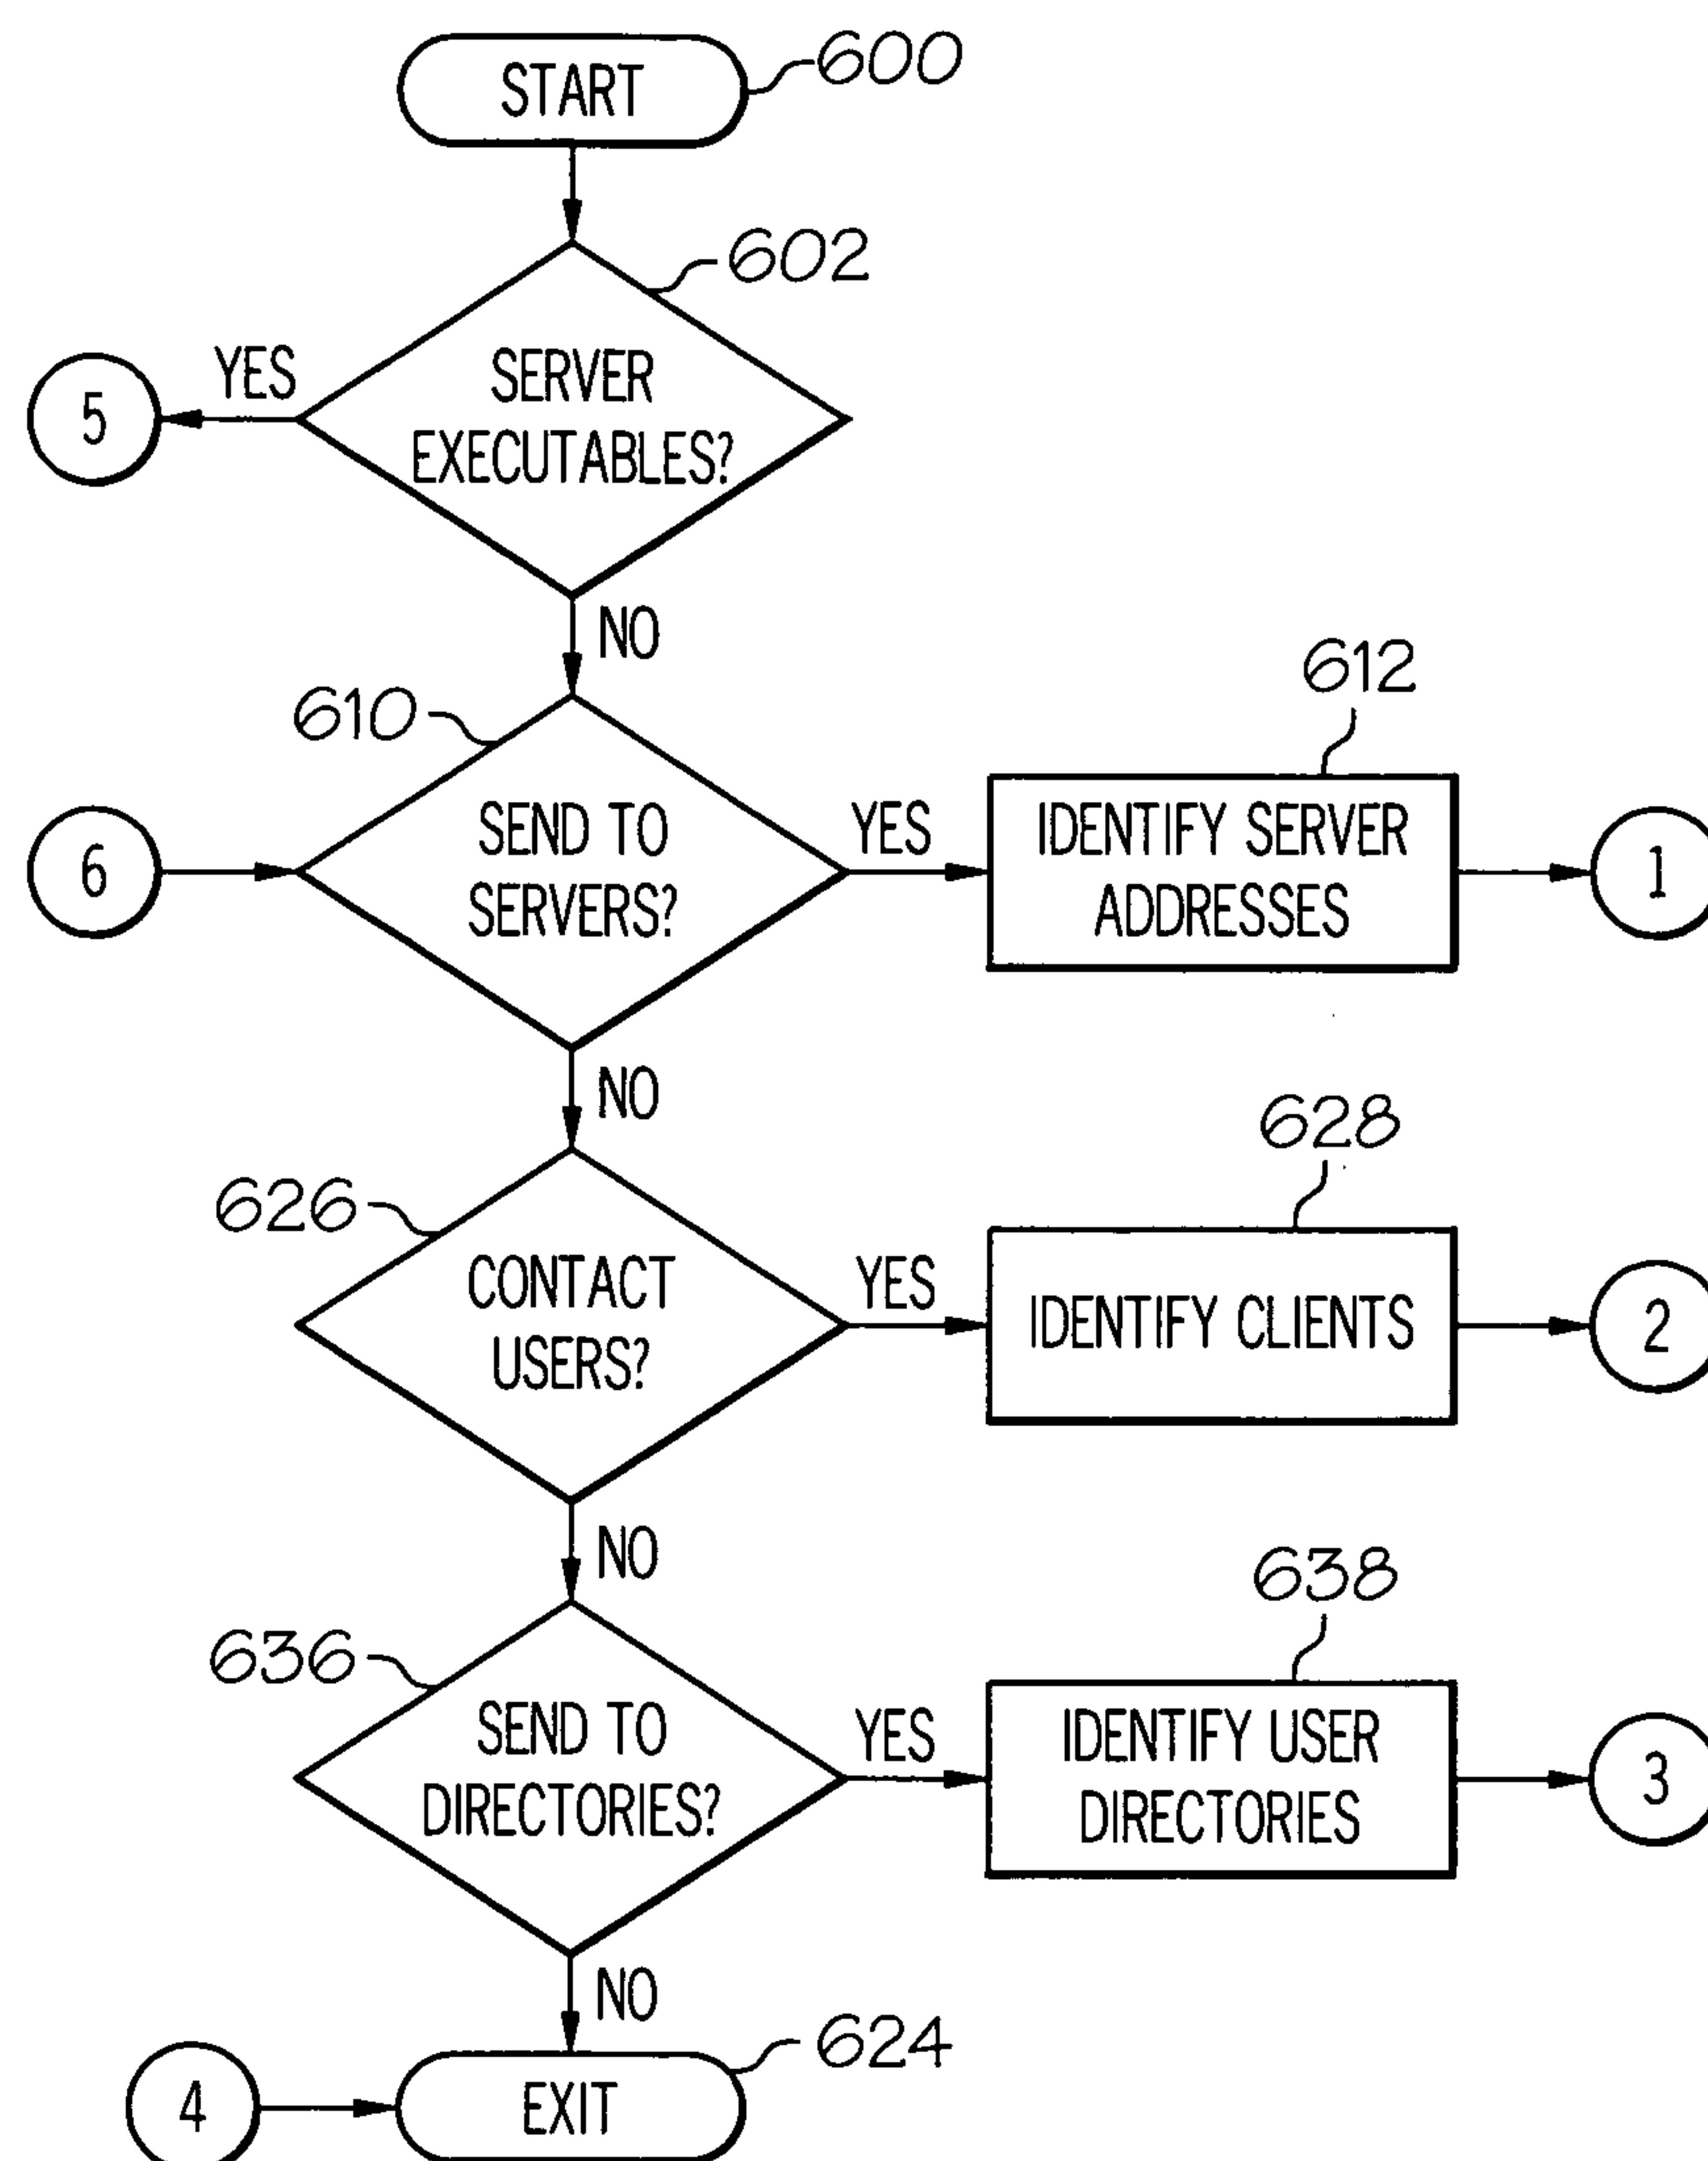 START
600
602
YES
5
SERVER
EXECUTABLES?
NO
610
612
6
SEND TO
SERVERS?
YES
IDENTIFY SERVER
ADDRESSES
1
NO
626
628
CONTACT
USERS?
YES
IDENTIFY CLIENTS
2
NO
636
638
SEND TO
DIRECTORIES?
YES
IDENTIFY USER
DIRECTORIES
3
NO
624
4
EXIT